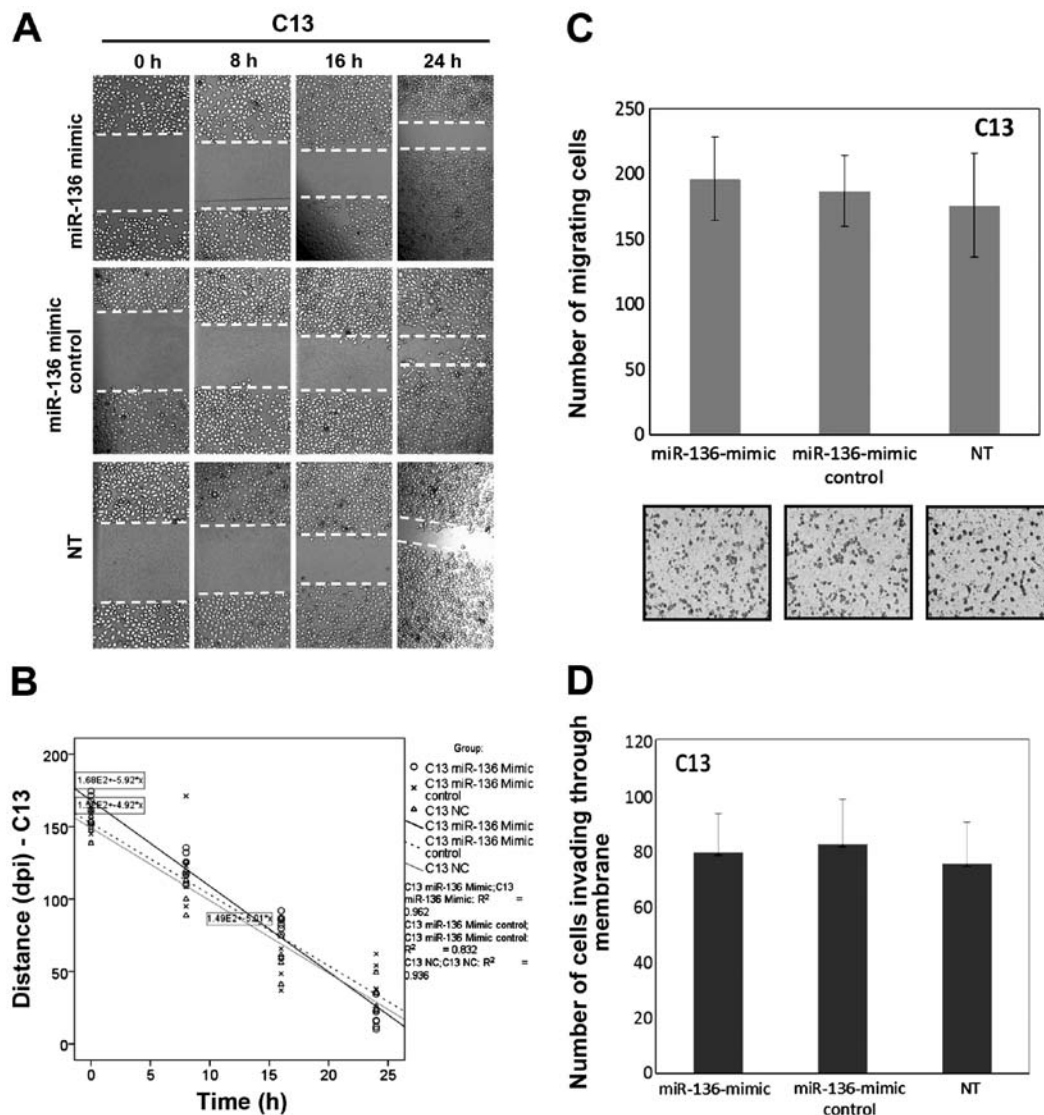 A
C13
0 h 8 h 16 h 24 h
miR-136 mimic
miR-136 mimic
control
NT
B
Distance (dpi) - C13
200
150
100
50
0
1.68E2+-5.92*x
+-4.92*x
1.49E2+-5.01*x
0 5 10 15 20 25
Time (h)
Group:
C13 miR-136 Mimic
C13 miR-136 Mimic
control
C13 NC
C13 miR-136 Mimic
C13 miR-136 Mimic
control
C13 NC
C13 miR-136 Mimic;C13
miR-136 Mimic: R² =
0.962
C13 miR-136 Mimic control;
C13 miR-136 Mimic control:
R² = 0.832
C13 NC;C13 NC: R² =
0.936
C
C13
Number of migrating cells
250
200
150
100
50
0
miR-136-mimic miR-136-mimic NT
control
D
C13
Number of cells invading through
membrane
120
100
80
60
40
20
0
miR-136-mimic miR-136-mimic NT
control